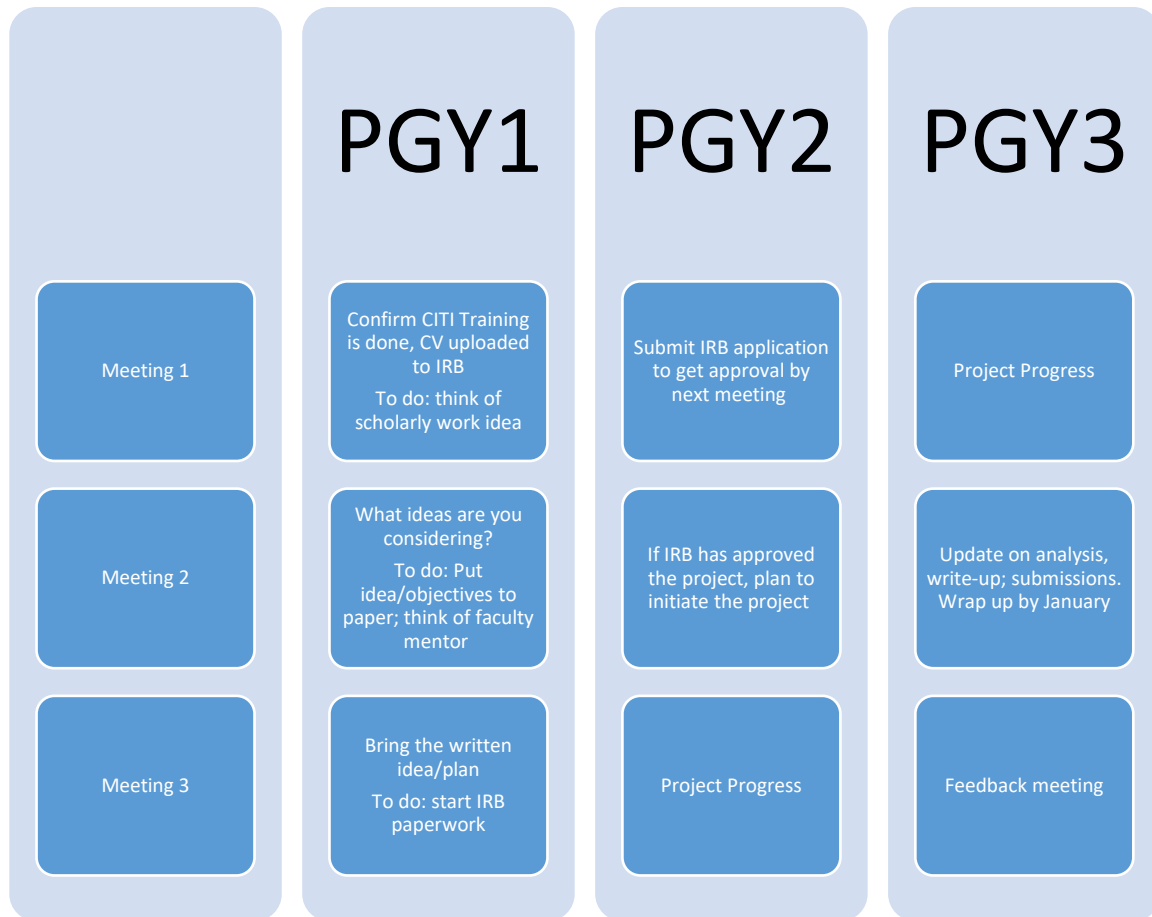 PGY1
PGY2
PGY3
Meeting 1
Confirm CITI Training
is done, CV uploaded
to IRB
To do: think of
scholarly work idea
Submit IRB application
to get approval by
next meeting
Project Progress
Meeting 2
What ideas are you
considering?
To do: Put
idea/objectives to
paper; think of faculty
mentor
If IRB has approved
the project, plan to
initiate the project
Update on analysis,
write-up; submissions.
Wrap up by January
Meeting 3
Bring the written
idea/plan
To do: start IRB
paperwork
Project Progress
Feedback meeting